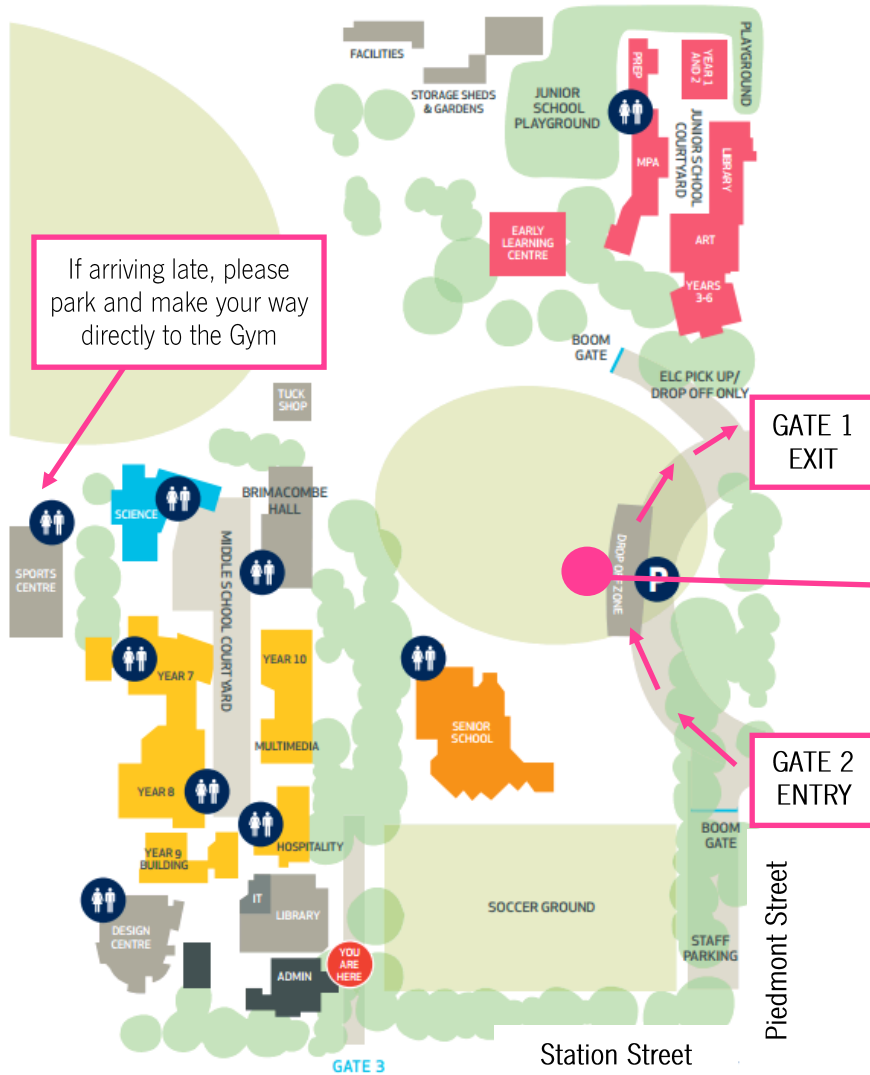 FACILITIES
STORAGE SHEDS
& GARDENS
JUNIOR
SCHOOL
PLAYGROUND
PREP
YEAR 1
AND 2
PLAYGROUND
JUNIOR SCHOOL
COURTYARD
MPA
LIBRARY
EARLY
LEARNING
CENTRE
ART
YEARS
3-6
If arriving late, please
park and make your way
directly to the Gym
BOOM
GATE
ELC PICK UP/
DROP OFF ONLY
TUCK
SHOP
GATE 1
EXIT
SCIENCE
BRIMACOMBE
HALL
MIDDLE SCHOOL COURTYARD
SPORTS
CENTRE
DROP OFF ZONE
P
YEAR 7
YEAR 10
SENIOR
SCHOOL
MULTIMEDIA
GATE 2
ENTRY
YEAR 8
BOOM
GATE
HOSPITALITY
YEAR 9
BUILDING
IT
LIBRARY
SOCCER GROUND
DESIGN
CENTRE
STAFF
PARKING
Piedmont Street
YOU
ARE
HERE
ADMIN
Station Street
GATE 3